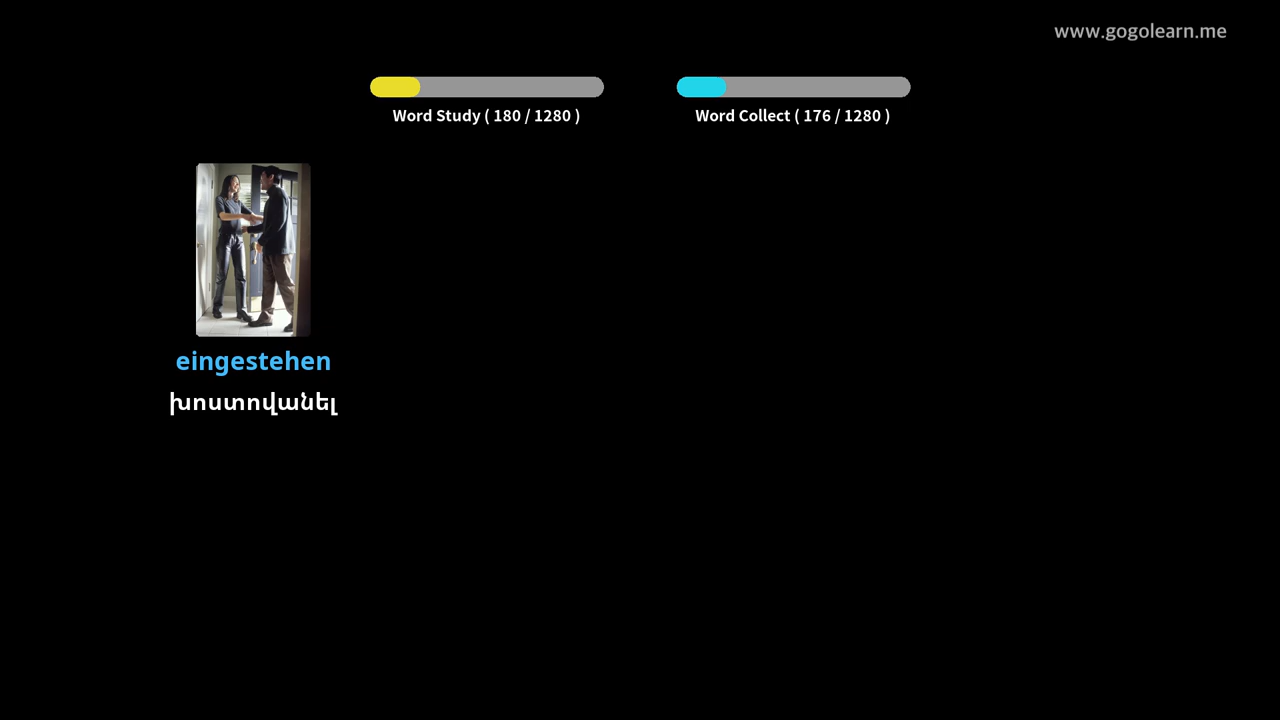 www.gogolearn.me
Word Study ( 180 / 1280 )
Word Collect ( 176 / 1280 )
eingestehen
խոստովանել